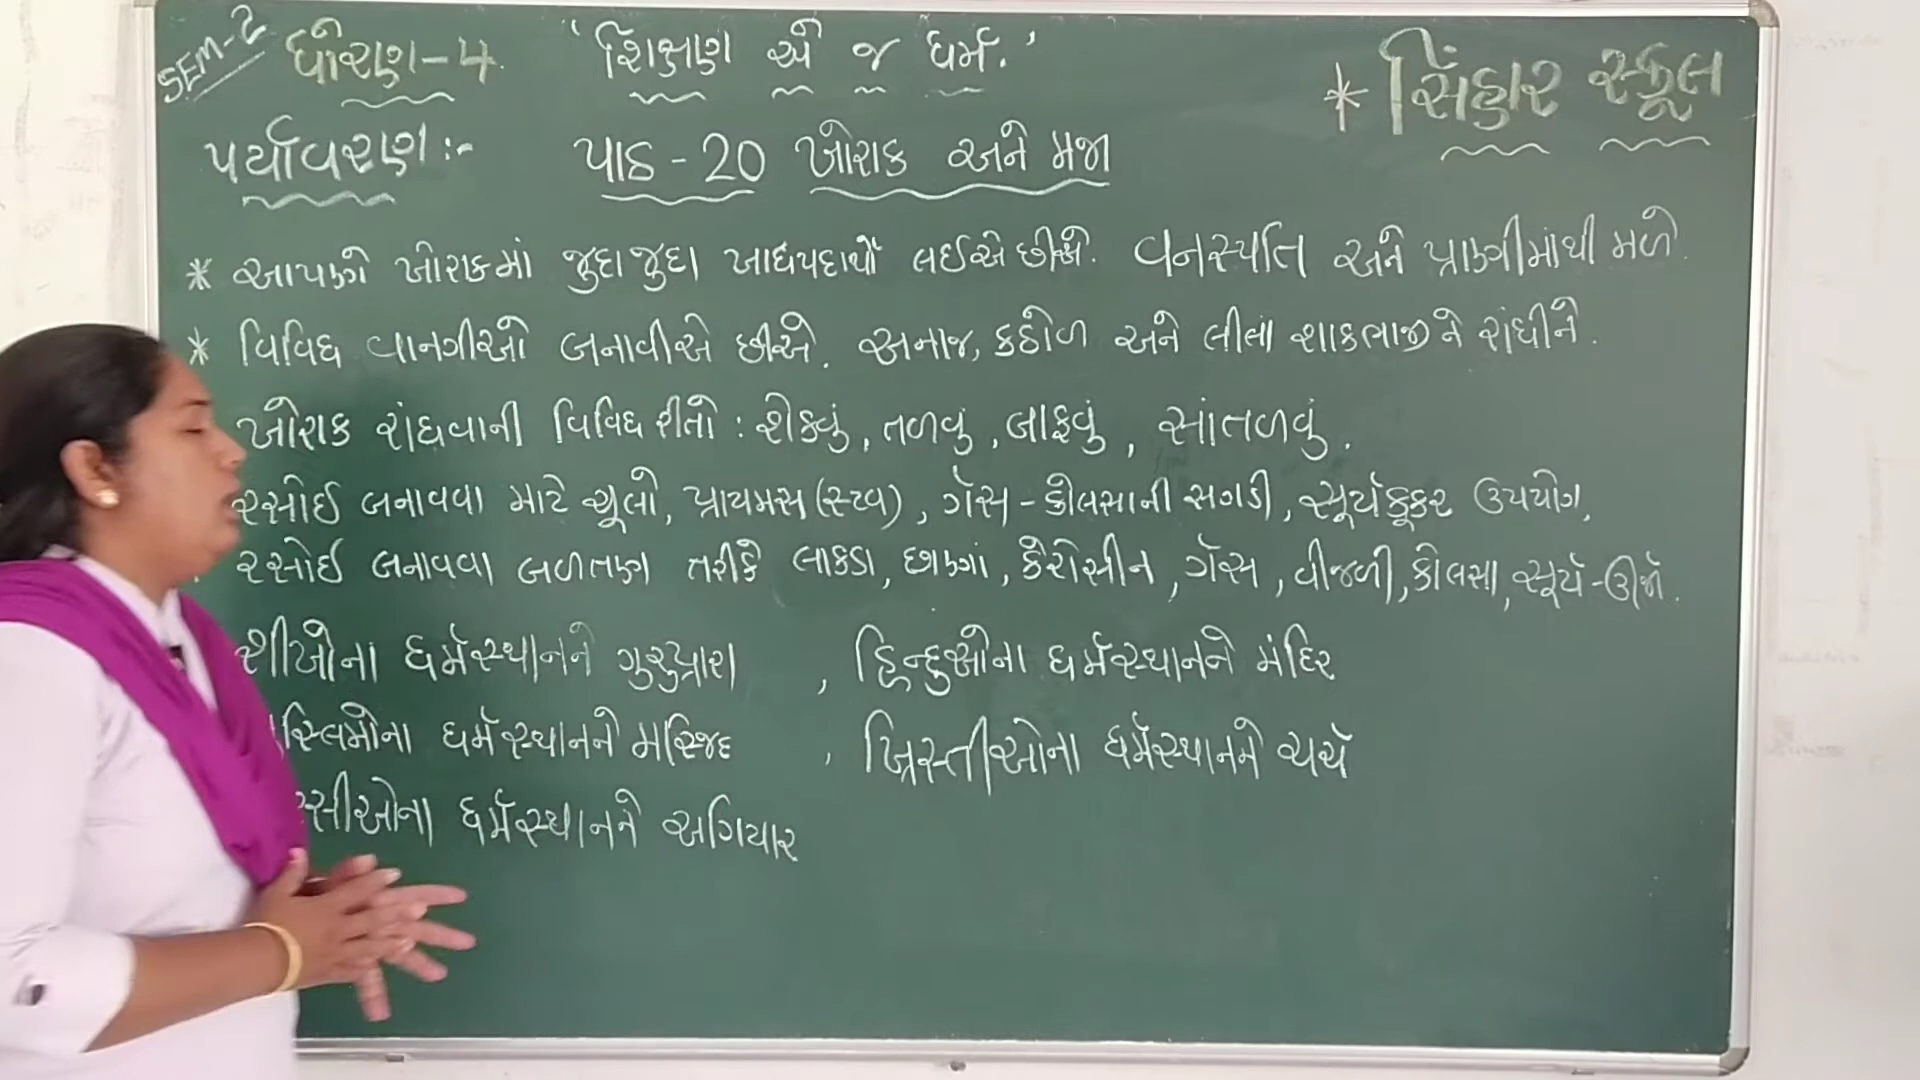 SEM-2 ધોરણ-4. "શિક્ષણ એ જ ધર્મ." * સિંહાર સ્કૂલ
પર્યાવરણ:- પાઠ-20 ખોરાક અને મજા
* આપણે ખોરાકમાં જુદા જુદા ખાદ્યપદાર્થો લઈએ છીએ. વનસ્પતિ અને પ્રાણીમાંથી મળે.
* વિવિધ વાનગીઓ બનાવીએ છીએ. અનાજ, કઠોળ અને લીલાં શાકભાજીને રાંધીને.
ખોરાક રાંધવાની વિવિધ રીતો : શેકવું, તળવું, બાફવું, સાંતળવું.
રસોઈ બનાવવા માટે ચૂલો, પ્રાયમસ (સ્ટવ), ગૅસ - કોલસાની સગડી, સૂર્યકૂકર ઉપયોગ,
રસોઈ બનાવવા બળતણ તરીકે લાકડા, છાણાં, કેરોસીન, ગૅસ, વીજળી, કોલસા, સૂર્ય-ઊર્જા.
શીખોના ધર્મસ્થાનને ગુરુદ્વારા , હિન્દુઓના ધર્મસ્થાનને મંદિર
સ્લિમોના ધર્મસ્થાનને મસ્જિદ , ખ્રિસ્તીઓના ધર્મસ્થાનને ચર્ચ
રસીઓના ધર્મસ્થાનને અગિયાર